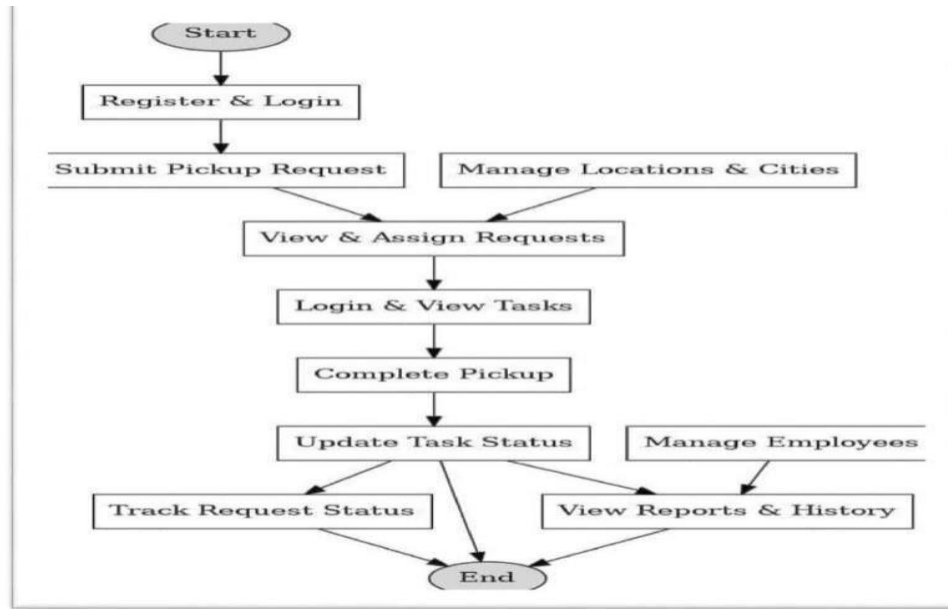 Start
Register & Login
Submit Pickup Request
Manage Locations & Cities
View & Assign Requests
Login & View Tasks
Complete Pickup
Update Task Status
Manage Employees
Track Request Status
View Reports & History
End